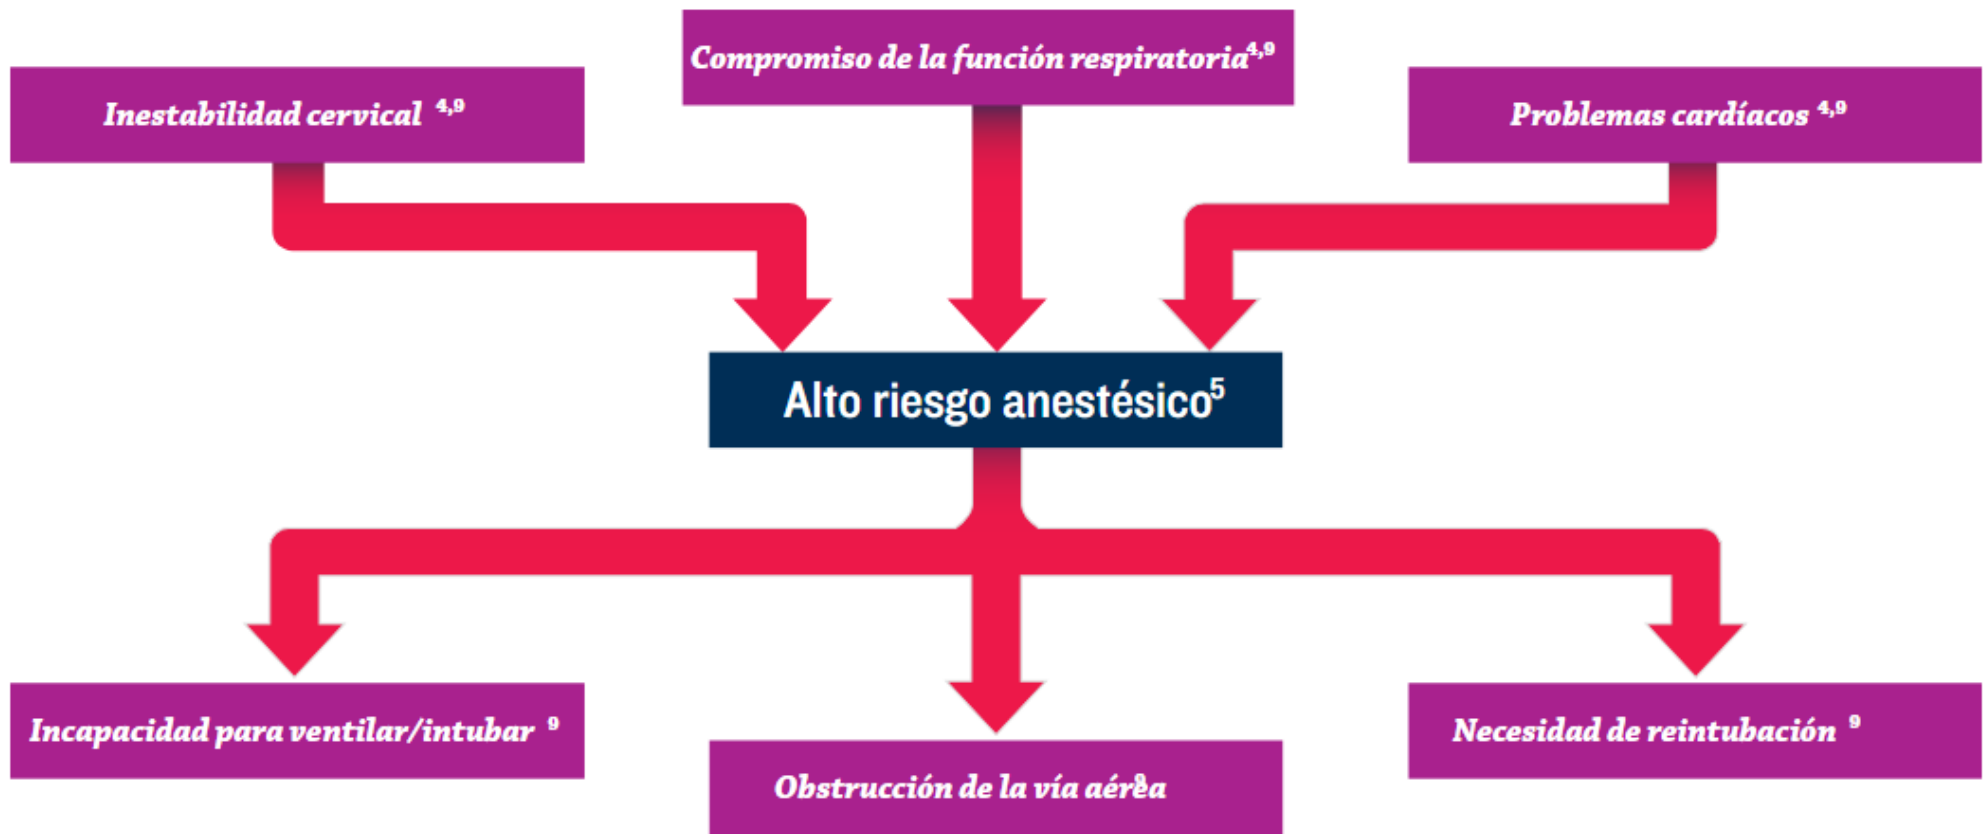 Compromiso de la función respiratoria4,9
Inestabilidad cervical 4,9
Problemas cardíacos 4,9
Alto riesgo anestésico5
Incapacidad para ventilar/intubar 9
Necesidad de reintubación 9
Obstrucción de la vía aérea9